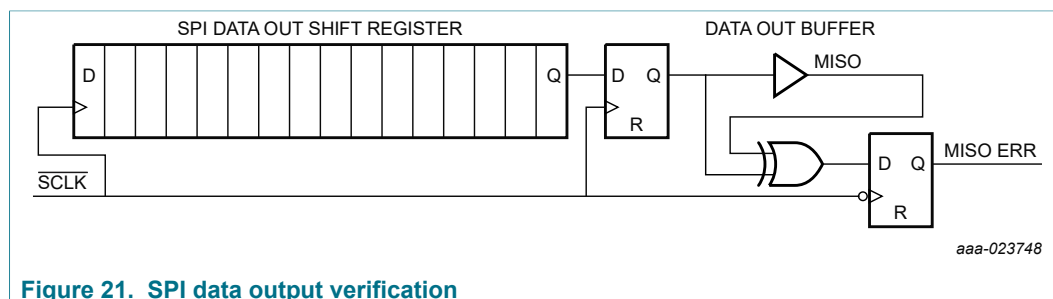 SPI DATA OUT SHIFT REGISTER
DATA OUT BUFFER
D
Q
D
Q
R
MISO
SCLK
D
Q
R
MISO ERR
aaa-023748
Figure 21. SPI data output verification